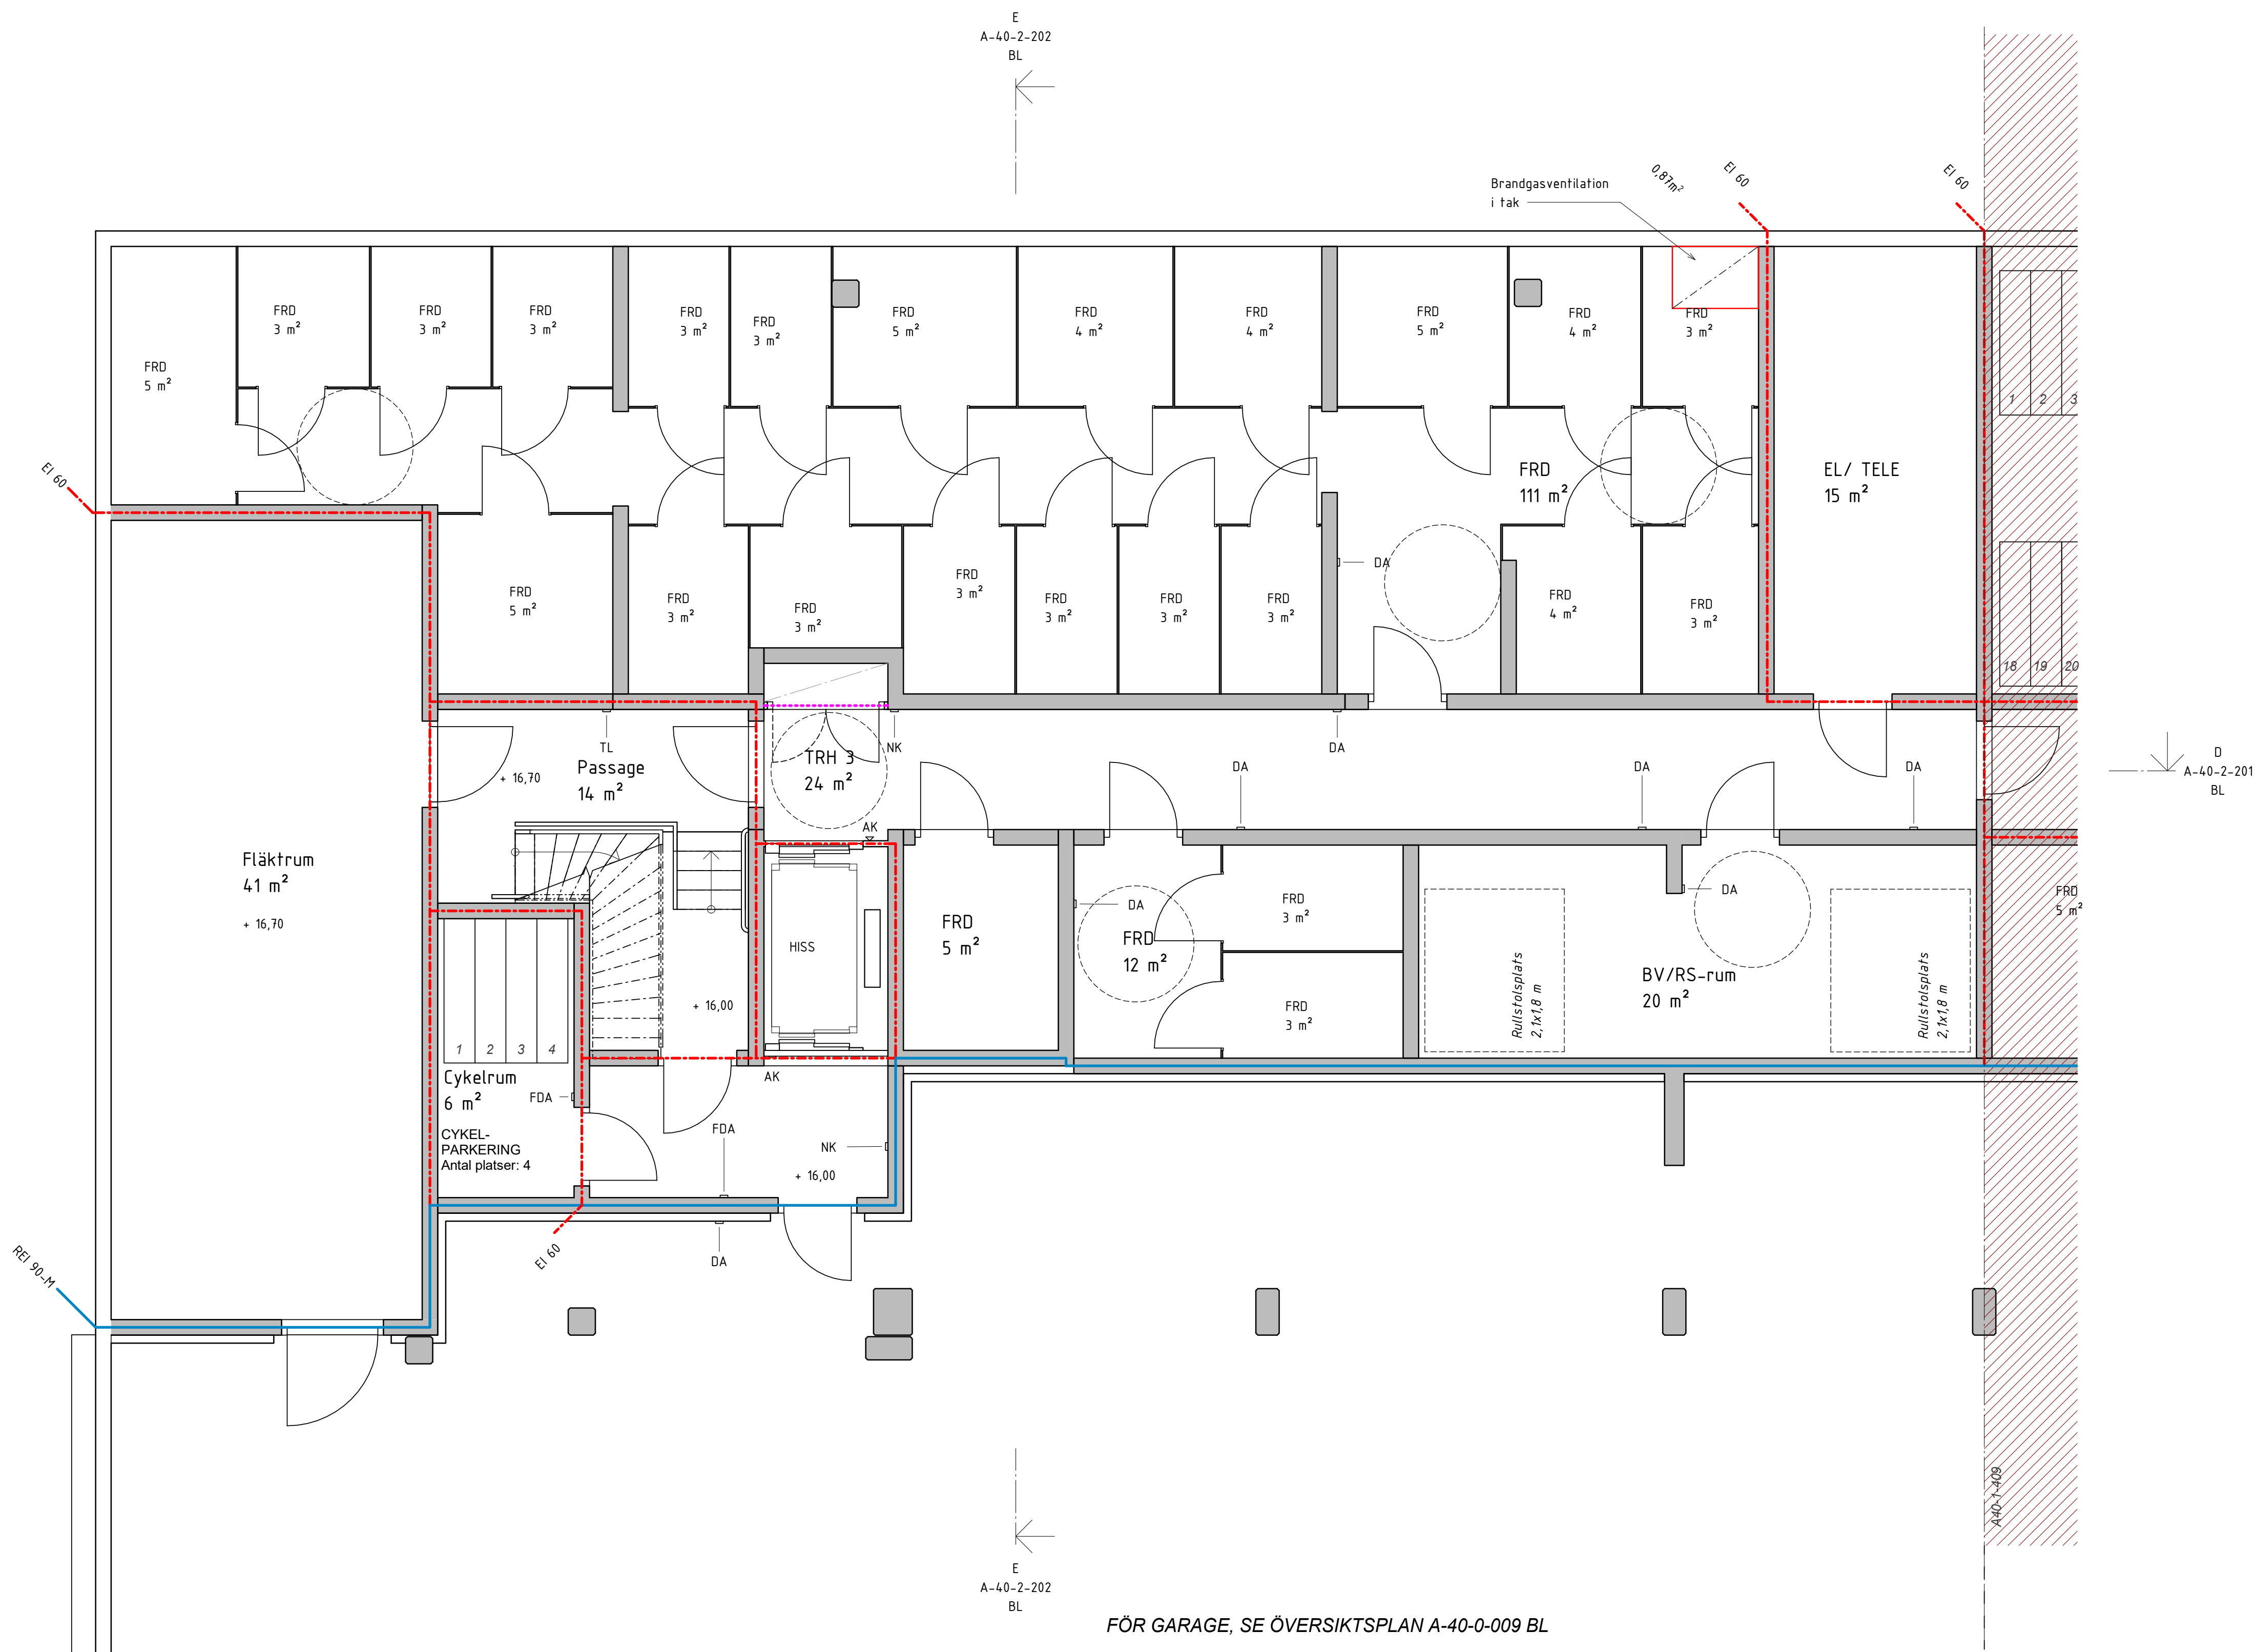 E
A-40-2-202
BL
Brandgasventilation
i tak
0,87m²
EI 60
EI 60
FRD
5 m²
FRD
3 m²
FRD
3 m²
FRD
3 m²
FRD
3 m²
FRD
3 m²
FRD
5 m²
FRD
4 m²
FRD
4 m²
FRD
5 m²
FRD
4 m²
FRD
3 m²
1 2 3
EI 60
FRD
111 m²
EL/ TELE
15 m²
DA
FRD
5 m²
FRD
3 m²
FRD
3 m²
FRD
3 m²
FRD
3 m²
FRD
3 m²
FRD
3 m²
FRD
4 m²
FRD
3 m²
18 19 20
TL
NK
DA
Passage
14 m²
+ 16,70
TRH 3
24 m²
DA
DA
DA
D
A-40-2-201
BL
AK
Fläktrum
41 m²
+ 16,70
HISS
FRD
5 m²
DA
FRD
12 m²
FRD
3 m²
FRD
3 m²
DA
Rullstolsplats
2,1x1,8 m
BV/RS-rum
20 m²
Rullstolsplats
2,1x1,8 m
FRD
5 m²
+ 16,00
1 2 3 4
Cykelrum
6 m²
FDA
AK
CYKEL-
PARKERING
Antal platser: 4
FDA
NK
+ 16,00
EI 60
DA
REI 90-M
A40-1-409
E
A-40-2-202
BL
FÖR GARAGE, SE ÖVERSIKTSPLAN A-40-0-009 BL